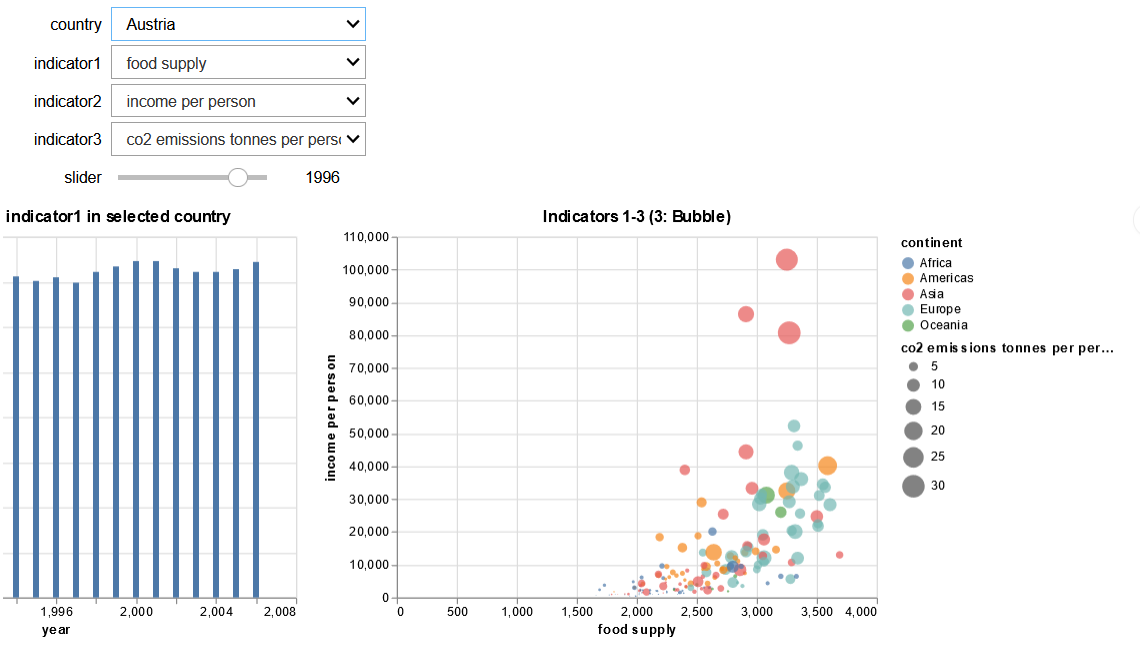 country Austria
indicator1 food supply
indicator2 income per person
indicator3 co2 emissions tonnes per perso
slider 1996
indicator1 in selected country
1,996 2,000 2,004 2,008
year
Indicators 1-3 (3: Bubble)
110,000
100,000
90,000
80,000
70,000
60,000
50,000
40,000
30,000
20,000
10,000
0
income per person
0 500 1,000 1,500 2,000 2,500 3,000 3,500 4,000
food supply
continent
Africa
Americas
Asia
Europe
Oceania
co2 emissions tonnes per per…
5
10
15
20
25
30